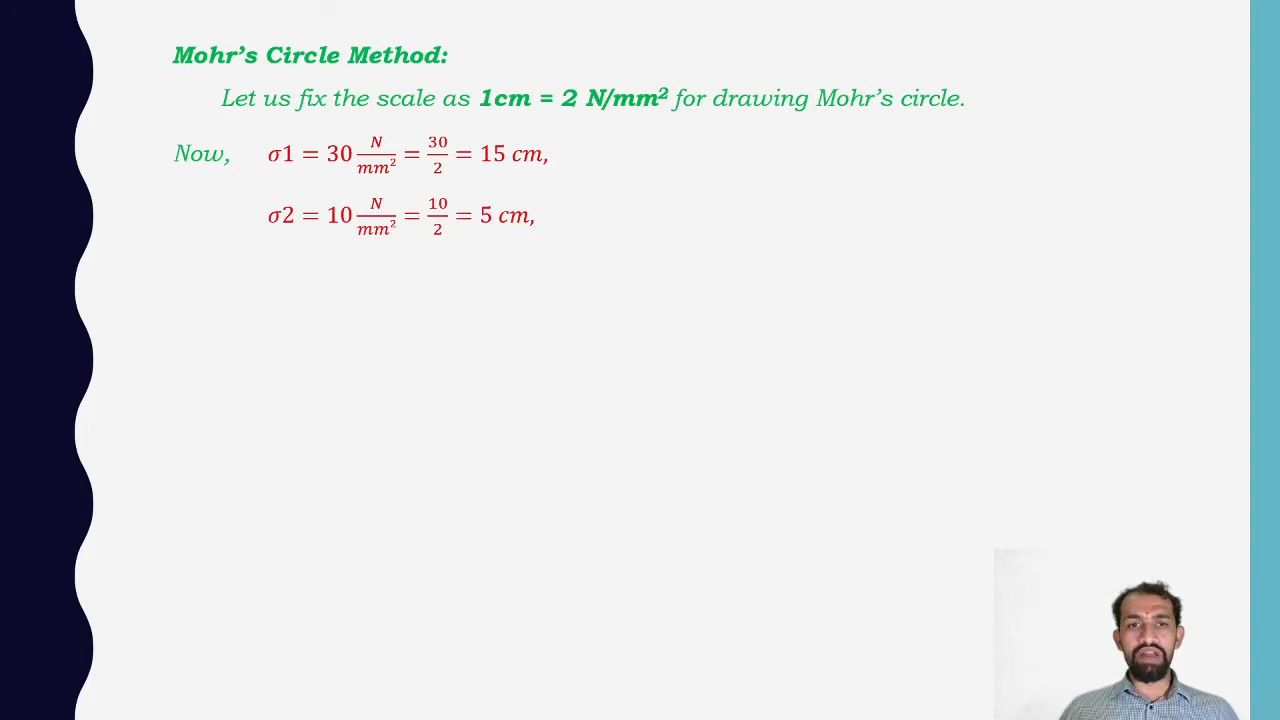 Mohr’s Circle Method:
Let us fix the scale as 1cm = 2 N/mm² for drawing Mohr’s circle.
Now, σ1 = 30 N/mm² = 30/2 = 15 cm,
σ2 = 10 N/mm² = 10/2 = 5 cm,